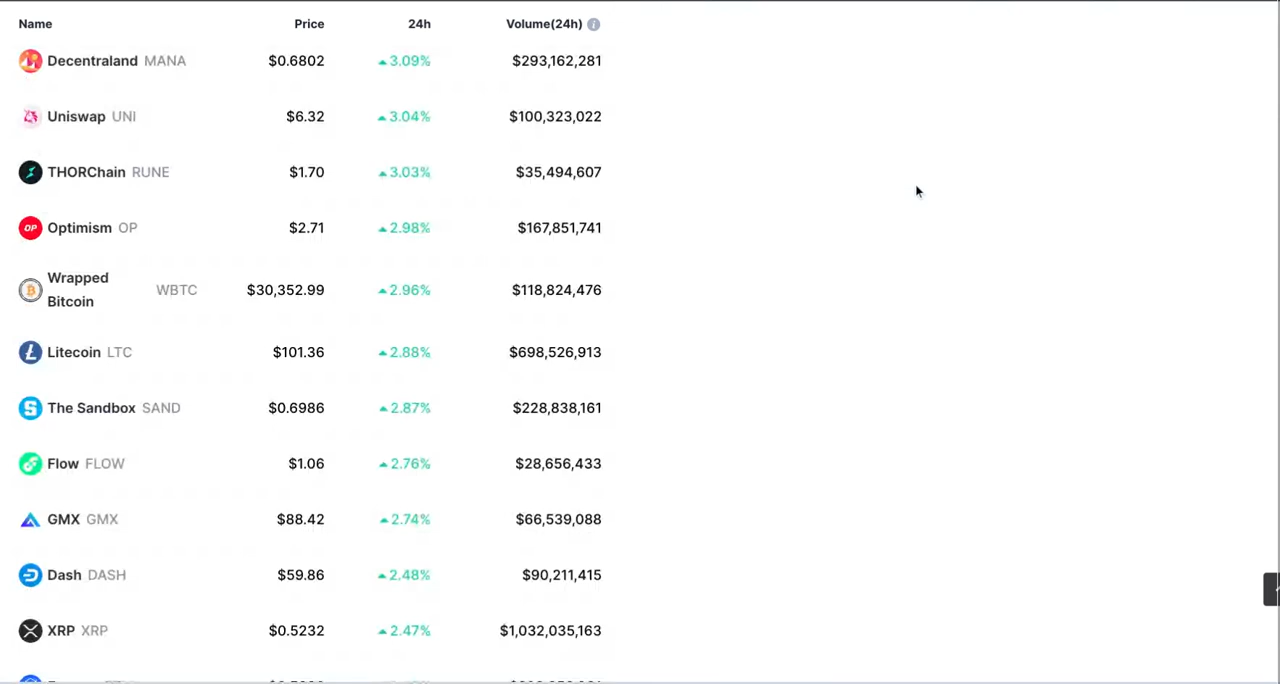 Name Price 24h Volume(24h)
Decentraland MANA $0.6802 3.09% $293,162,281
Uniswap UNI $6.32 3.04% $100,323,022
THORChain RUNE $1.70 3.03% $35,494,607
OP Optimism OP $2.71 2.98% $167,851,741
Wrapped
Bitcoin WBTC $30,352.99 2.96% $118,824,476
Litecoin LTC $101.36 2.88% $698,526,913
The Sandbox SAND $0.6986 2.87% $228,838,161
Flow FLOW $1.06 2.76% $28,656,433
GMX GMX $88.42 2.74% $66,539,088
Dash DASH $59.86 2.48% $90,211,415
XRP XRP $0.5232 2.47% $1,032,035,163